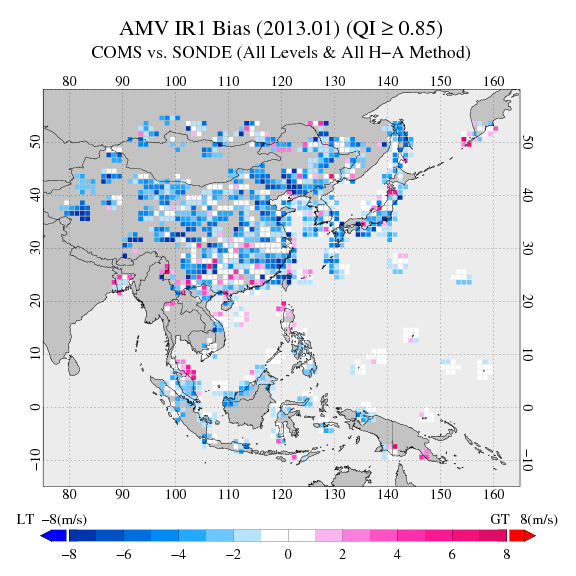 AMV IR1 Bias (2013.01) (QI ≥ 0.85)
COMS vs. SONDE (All Levels & All H−A Method)
80 90 100 110 120 130 140 150 160
50 50
40 40
30 30
20 20
10 10
0 0
−10 −10
80 90 100 110 120 130 140 150 160
LT −8(m/s) GT 8(m/s)
−8 −6 −4 −2 0 2 4 6 8